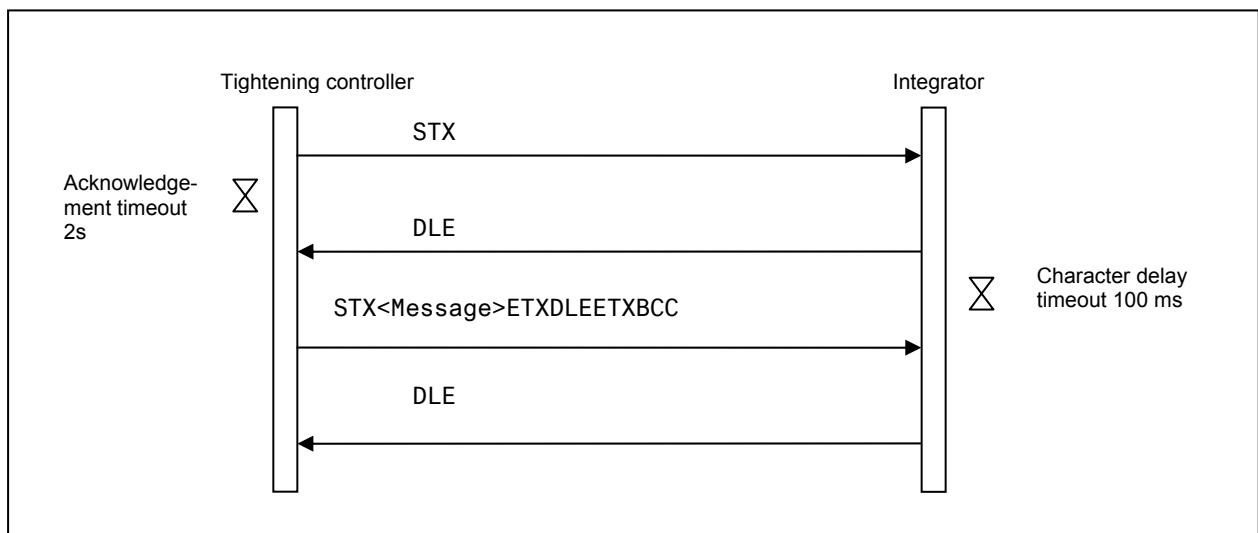 Tightening controller
Integrator
STX
Acknowledge-
ment timeout
2s
DLE
Character delay
timeout 100 ms
STX<Message>ETXDLEETXBCC
DLE